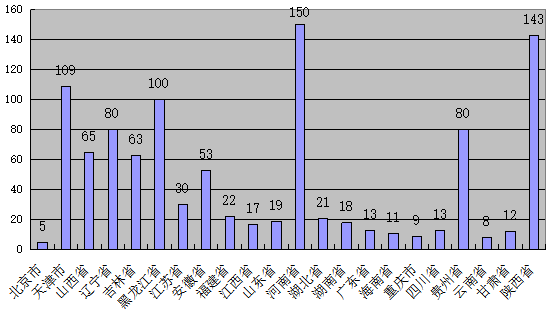 160
140
120
100
80
60
40
20
0
5
109
65
80
63
100
30
53
22
17
19
150
21
18
13
11
9
13
80
8
12
143
北京市
天津市
山西省
辽宁省
吉林省
黑龙江省
江苏省
安徽省
福建省
江西省
山东省
河南省
湖北省
湖南省
广东省
海南省
重庆市
四川省
贵州省
云南省
甘肃省
陕西省